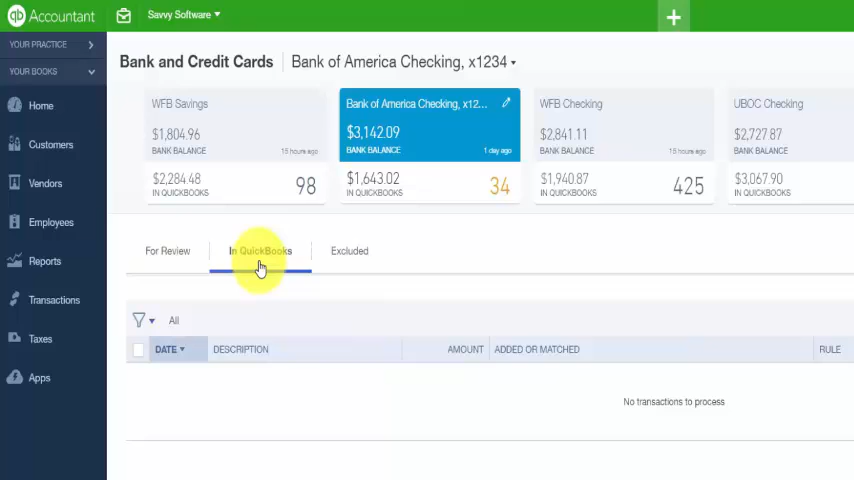 qb Accountant
Savvy Software
+
YOUR PRACTICE
YOUR BOOKS
Home
Customers
Vendors
Employees
Reports
Transactions
Taxes
Apps
Bank and Credit Cards
Bank of America Checking, x1234
WFB Savings
$1,804.96
BANK BALANCE
15 hours ago
$2,284.48
IN QUICKBOOKS
98
Bank of America Checking, x12...
$3,142.09
BANK BALANCE
1 day ago
$1,643.02
IN QUICKBOOKS
34
WFB Checking
$2,841.11
BANK BALANCE
15 hours ago
$1,940.87
IN QUICKBOOKS
425
UBOC Checking
$2,727.87
BANK BALANCE
$3,067.90
IN QUICKBOOKS
For Review
In QuickBooks
Excluded
All
DATE DESCRIPTION AMOUNT ADDED OR MATCHED RULE
No transactions to process